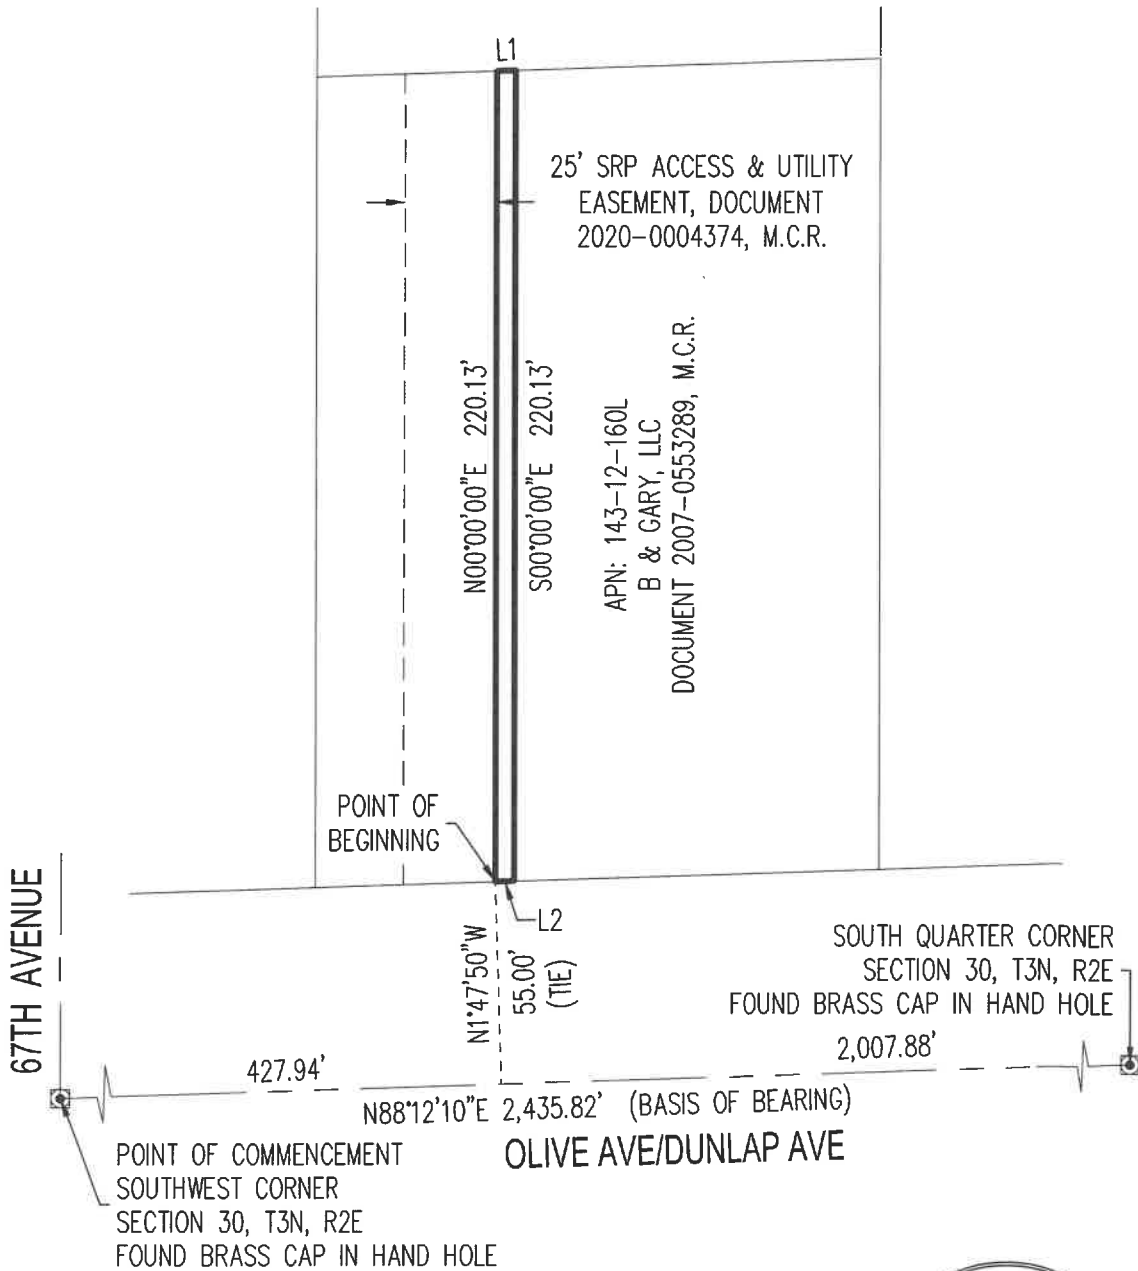 L1
25' SRP ACCESS & UTILITY
EASEMENT, DOCUMENT
2020-0004374, M.C.R.
N00°00'00"E 220.13'
S00°00'00"E 220.13'
APN: 143-12-160L
B & GARY, LLC
DOCUMENT 2007-0553289, M.C.R.
POINT OF
BEGINNING
L2
67TH AVENUE
N1°47'50"W
55.00'
(TIE)
SOUTH QUARTER CORNER
SECTION 30, T3N, R2E
FOUND BRASS CAP IN HAND HOLE
427.94'
2,007.88'
N88°12'10"E 2,435.82' (BASIS OF BEARING)
OLIVE AVE/DUNLAP AVE
POINT OF COMMENCEMENT
SOUTHWEST CORNER
SECTION 30, T3N, R2E
FOUND BRASS CAP IN HAND HOLE